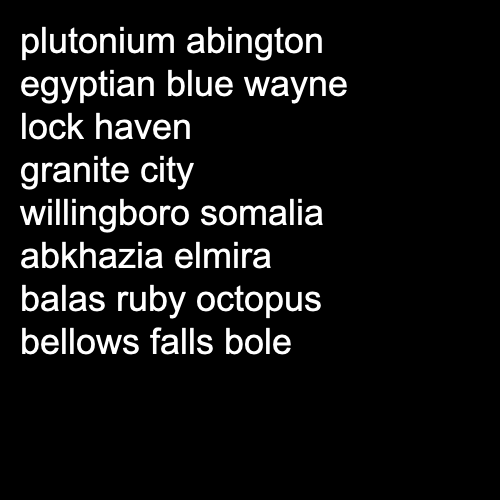 plutonium abington
egyptian blue wayne
lock haven
granite city
willingboro somalia
abkhazia elmira
balas ruby octopus
bellows falls bole